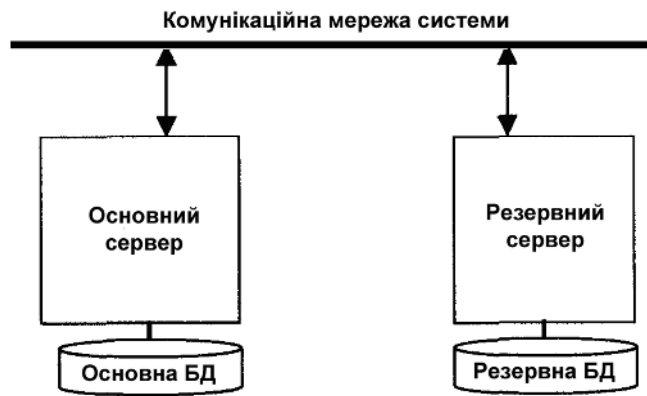 Комунікаційна мережа системи
Основний
сервер
Резервний
сервер
Основна БД
Резервна БД